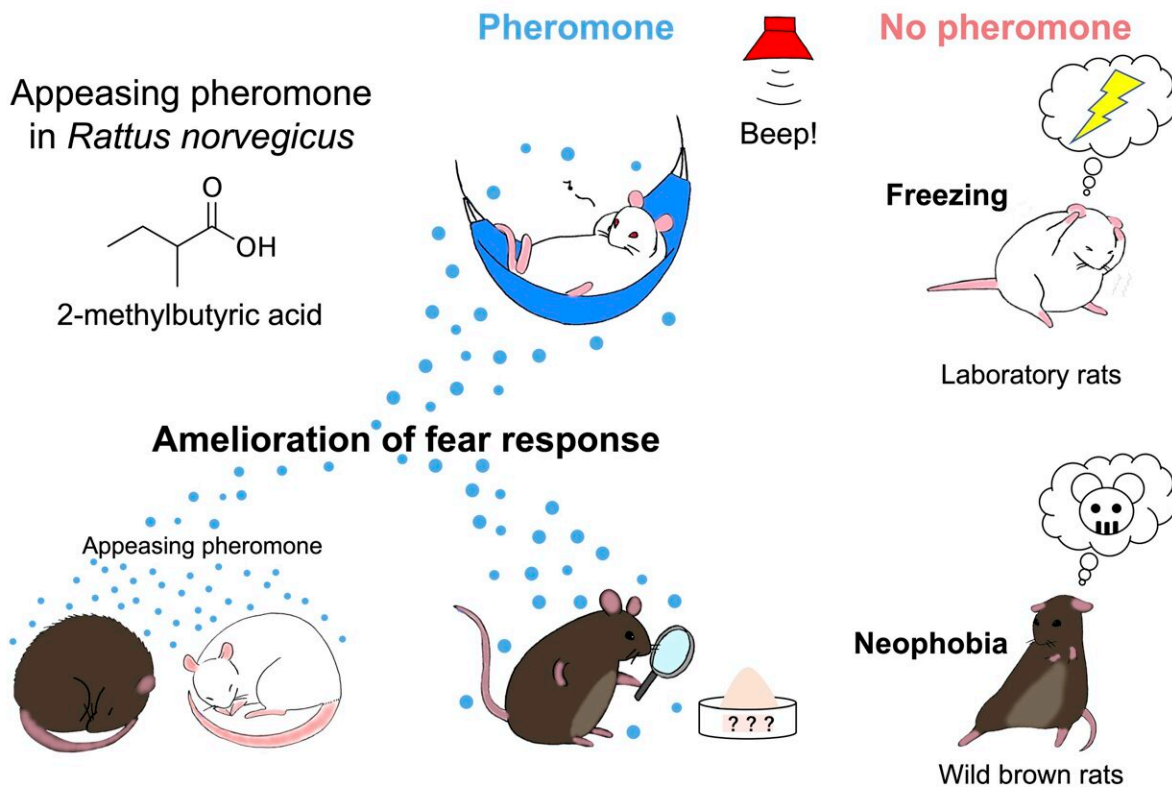 Pheromone
No pheromone
Appeasing pheromone
in Rattus norvegicus
O
OH
2-methylbutyric acid
Beep!
Freezing
Laboratory rats
Amelioration of fear response
Appeasing pheromone
? ? ?
Neophobia
Wild brown rats